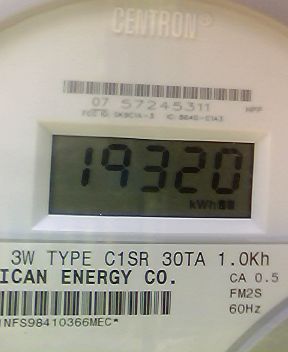 CENTRON®
07 57245311
19320
kWh
3W TYPE C1SR 30TA 1.0Kh
ICAN ENERGY CO.
CA 0.5
FM2S
60Hz
NFS98410366MEC*